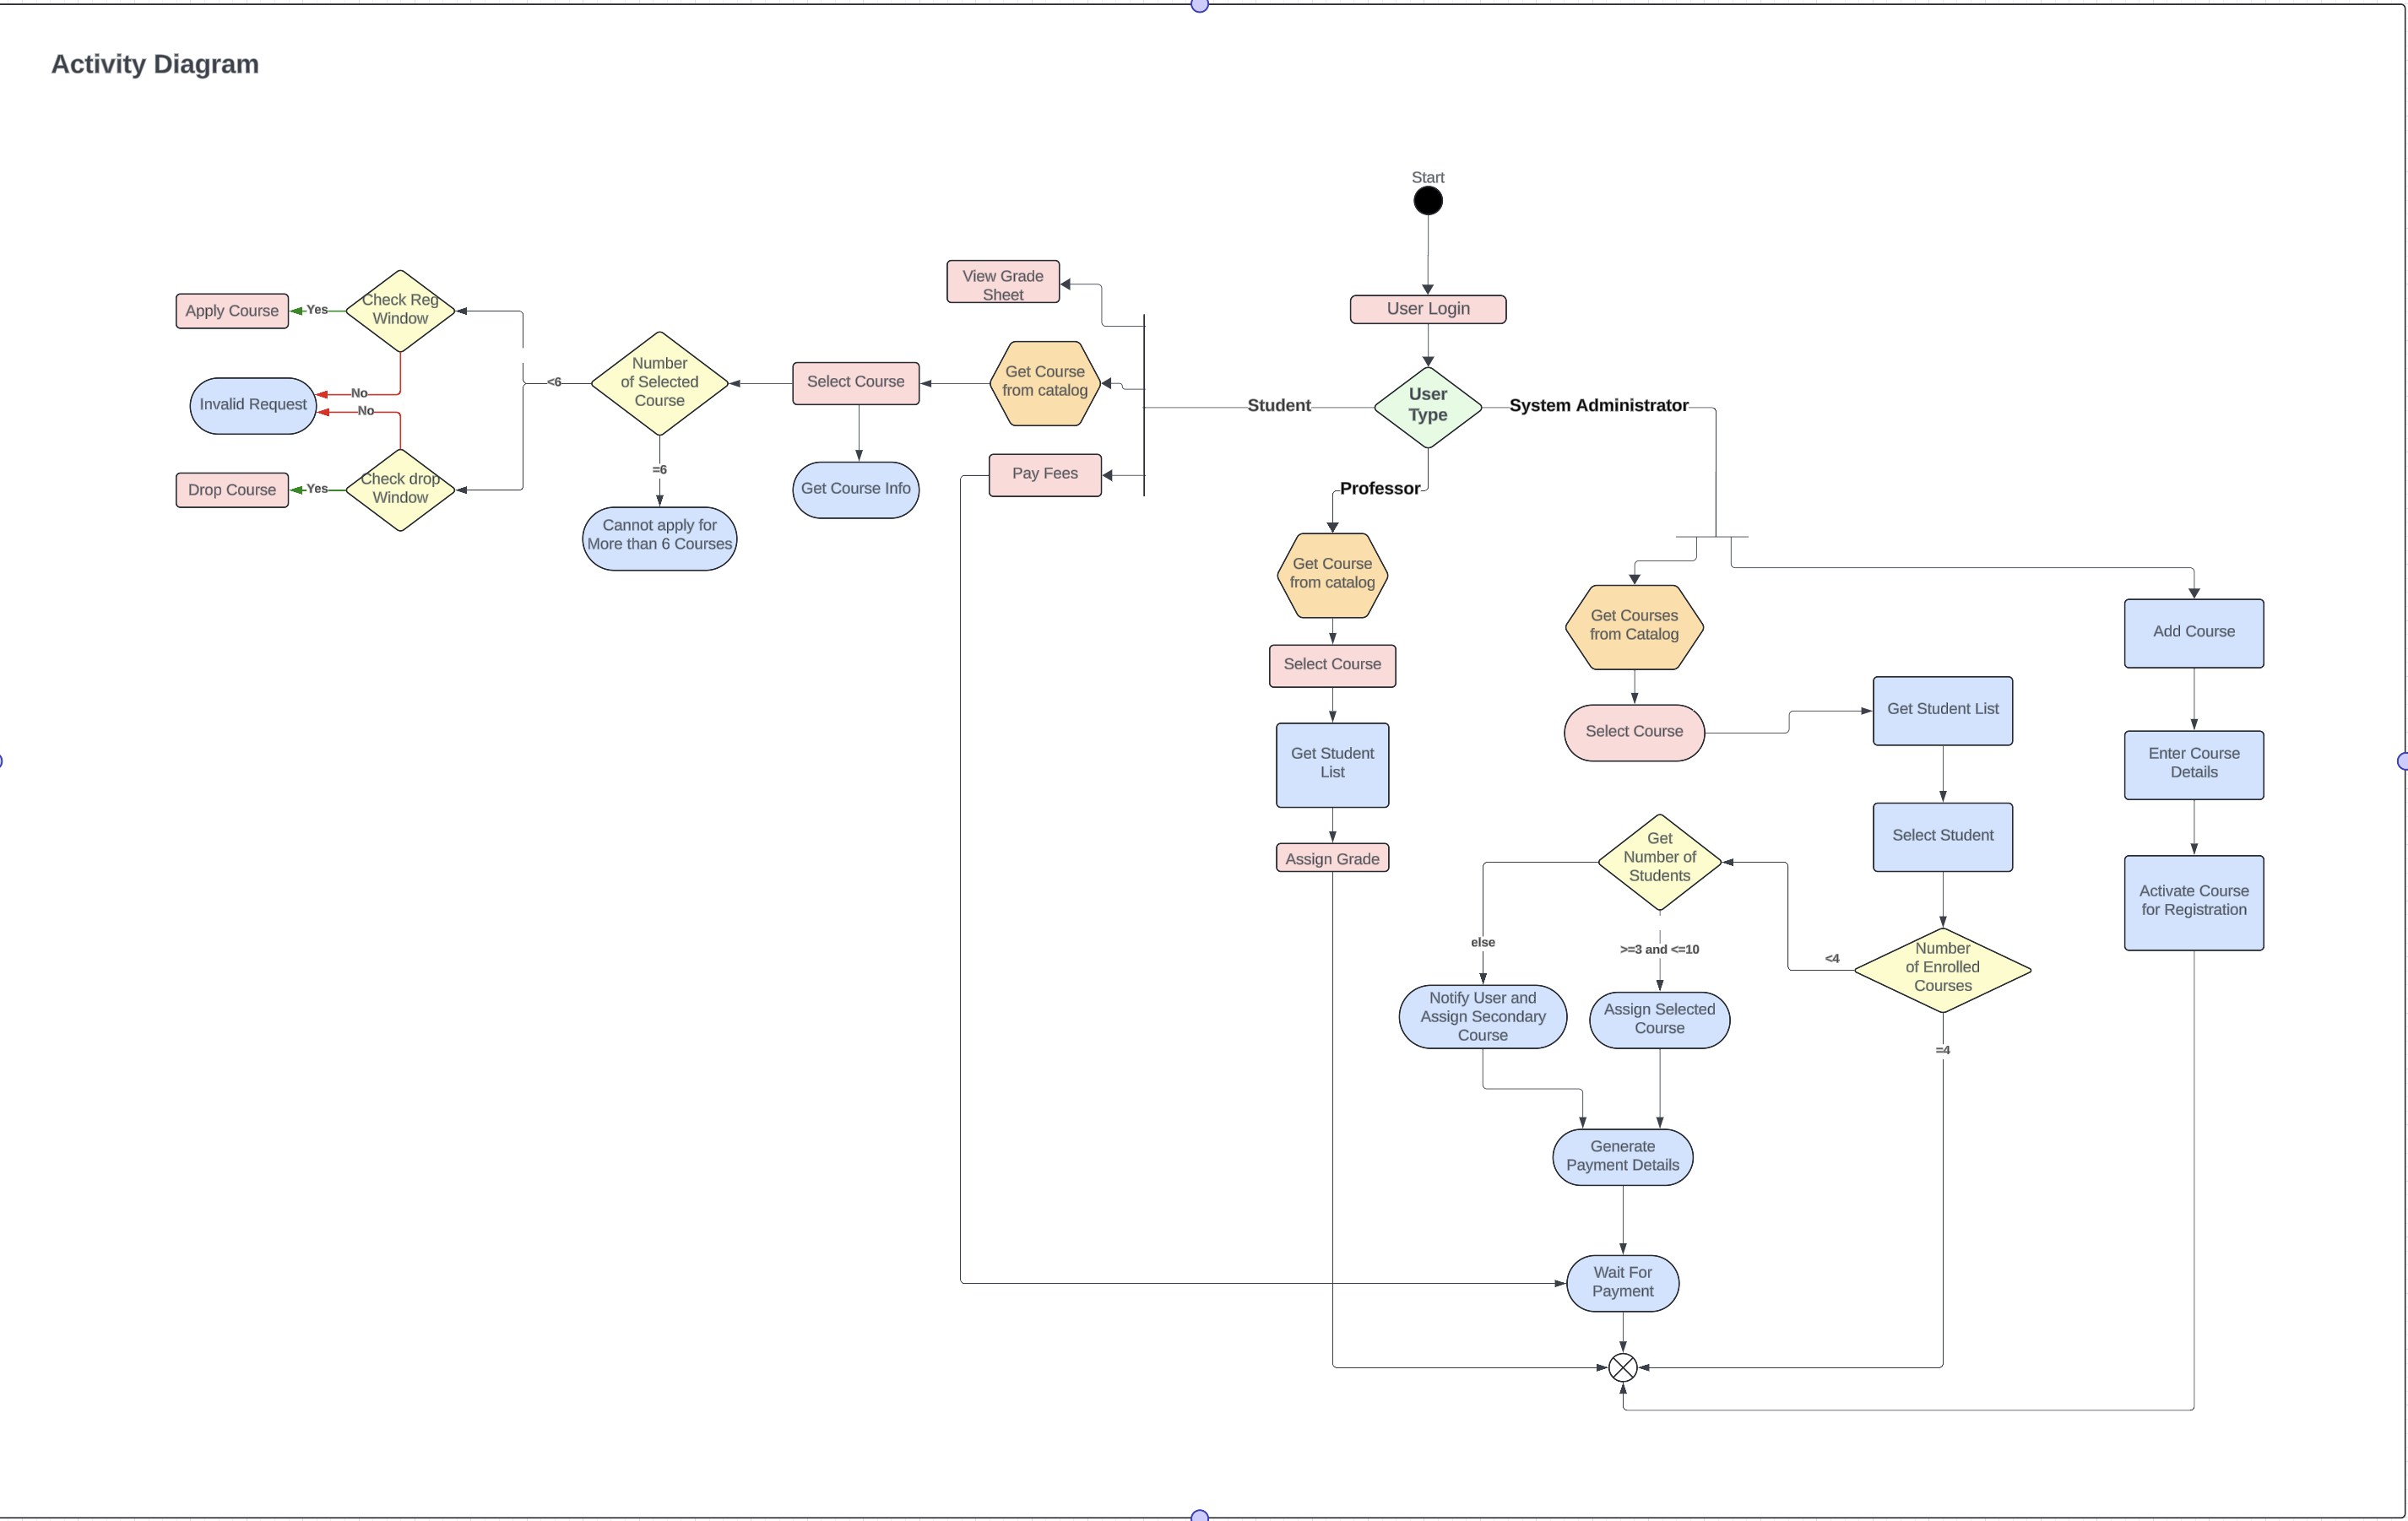 Activity Diagram
Start
User Login
User
Type
Student
System Administrator
Professor
View Grade
Sheet
Get Course
from catalog
Pay Fees
Select Course
Get Course Info
Number
of Selected
Course
<6
=6
Cannot apply for
More than 6 Courses
Check Reg
Window
Yes
Apply Course
No
Invalid Request
No
Check drop
Window
Yes
Drop Course
Get Course
from catalog
Select Course
Get Student
List
Assign Grade
Get Courses
from Catalog
Select Course
Get Student List
Select Student
Number
of Enrolled
Courses
<4
=4
Get
Number of
Students
else
>=3 and <=10
Notify User and
Assign Secondary
Course
Assign Selected
Course
Generate
Payment Details
Wait For
Payment
Add Course
Enter Course
Details
Activate Course
for Registration